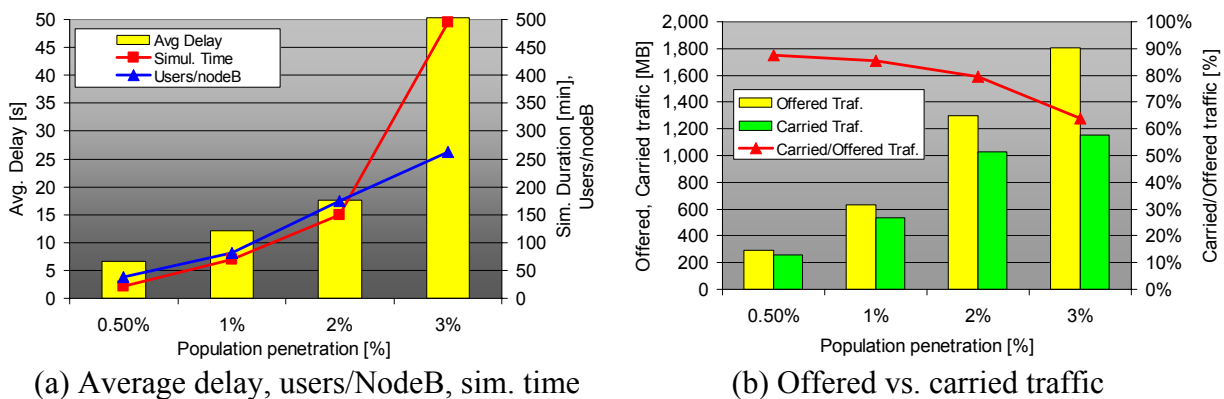 Avg. Delay [s]
50
45
40
35
30
25
20
15
10
5
0
Avg Delay
Simul. Time
Users/nodeB
500
450
400
350
300
250
200
150
100
50
0
Sim. Duration [min],
Users/nodeB
0.50% 1% 2% 3%
Population penetration [%]
(a) Average delay, users/NodeB, sim. time
Offered, Carried traffic [MB]
2,000
1,800
1,600
1,400
1,200
1,000
800
600
400
200
0
Offered Traf.
Carried Traf.
Carried/Offered Traf.
100%
90%
80%
70%
60%
50%
40%
30%
20%
10%
0%
Carried/Offered Traf. [%]
0.50% 1% 2% 3%
Population penetration [%]
(b) Offered vs. carried traffic